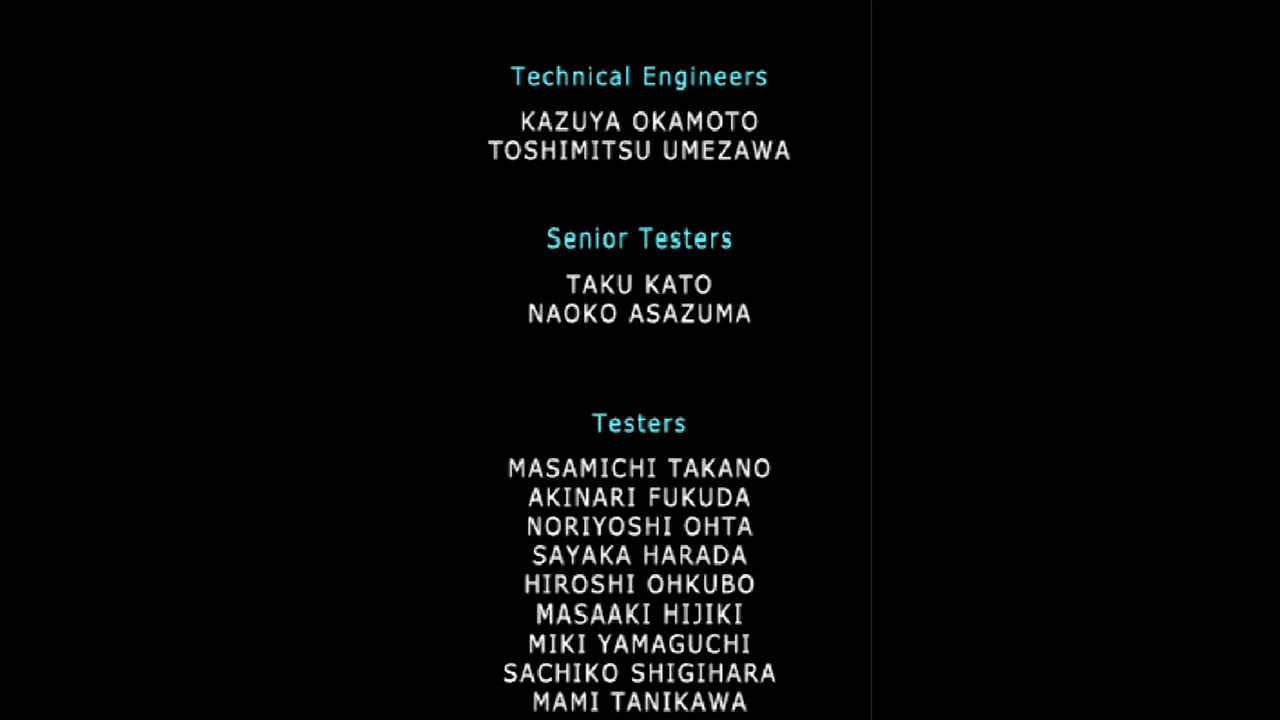 Technical Engineers
KAZUYA OKAMOTO
TOSHIMITSU UMEZAWA
Senior Testers
TAKU KATO
NAOKO ASAZUMA
Testers
MASAMICHI TAKANO
AKINARI FUKUDA
NORIYOSHI OHTA
SAYAKA HARADA
HIROSHI OHKUBO
MASAAKI HIJIKI
MIKI YAMAGUCHI
SACHIKO SHIGIHARA
MAMI TANIKAWA